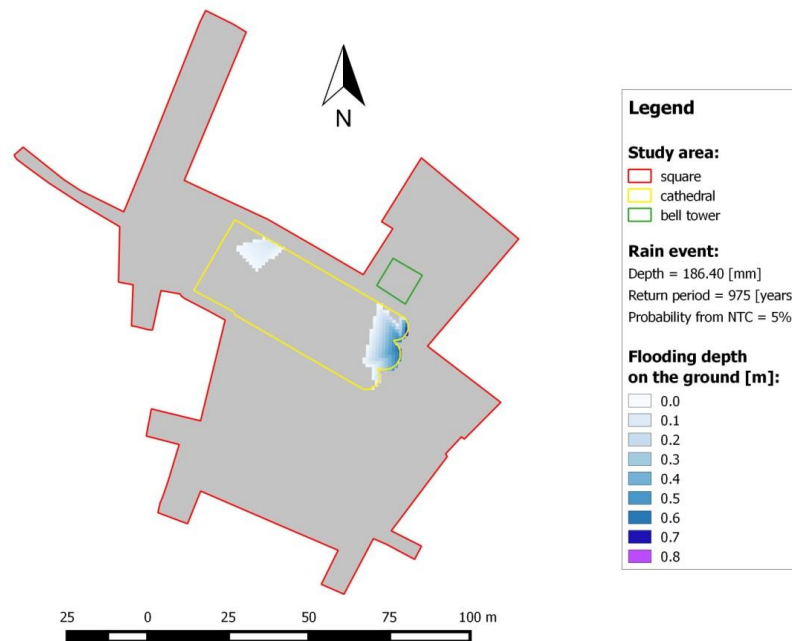 N
Legend
Study area:
square
cathedral
bell tower
Rain event:
Depth = 186.40 [mm]
Return period = 975 [years
Probability from NTC = 5%
Flooding depth
on the ground [m]:
0.0
0.1
0.2
0.3
0.4
0.5
0.6
0.7
0.8
25 0 25 50 75 100 m